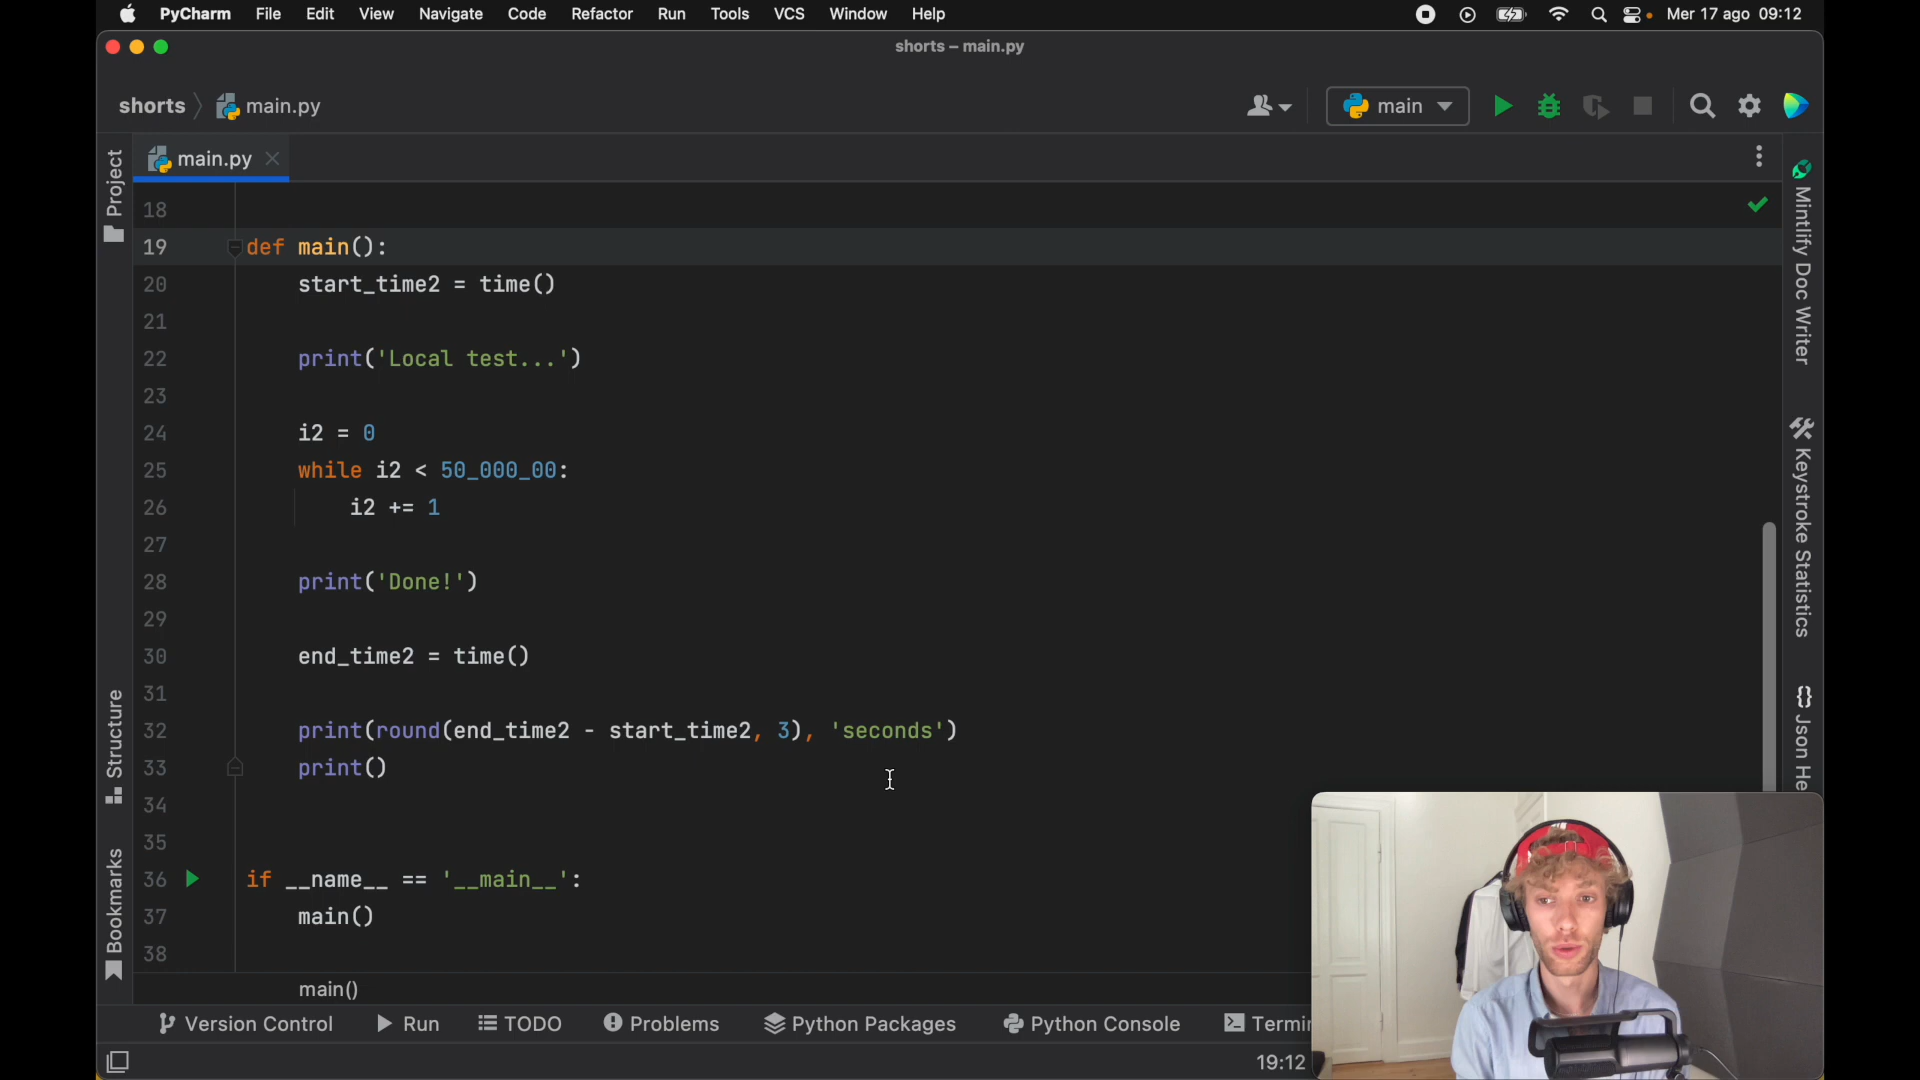 PyCharm File Edit View Navigate Code Refactor Run Tools VCS Window Help Mer 17 ago 09:12
shorts – main.py
shorts main.py main
main.py
Project
Structure
Bookmarks
18
19 def main():
20 start_time2 = time()
21
22 print('Local test...')
23
24 i2 = 0
25 while i2 < 50_000_00:
26 i2 += 1
27
28 print('Done!')
29
30 end_time2 = time()
31
32 print(round(end_time2 - start_time2, 3), 'seconds')
33 print()
34
35
36 if __name__ == '__main__':
37 main()
38
main()
Mintlify Doc Writer
Keystroke Statistics
{} Json He
Version Control Run TODO Problems Python Packages Python Console Termin
19:12